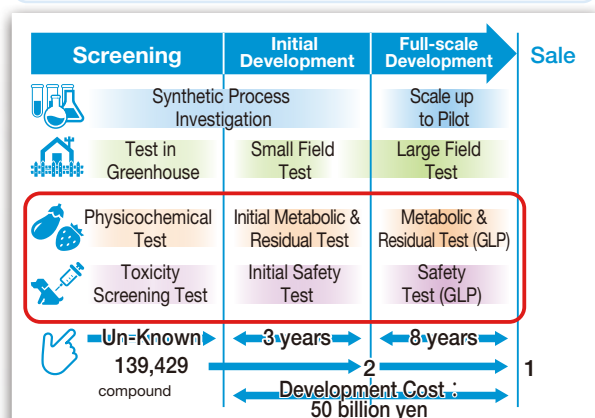 Screening
Initial
Development
Full-scale
Development
Sale
Synthetic Process
Investigation
Scale up
to Pilot
Test in
Greenhouse
Small Field
Test
Large Field
Test
Physicochemical
Test
Initial Metabolic &
Residual Test
Metabolic &
Residual Test (GLP)
Toxicity
Screening Test
Initial Safety
Test
Safety
Test (GLP)
Un-Known
3 years
8 years
139,429
2
1
compound
Development Cost :
50 billion yen